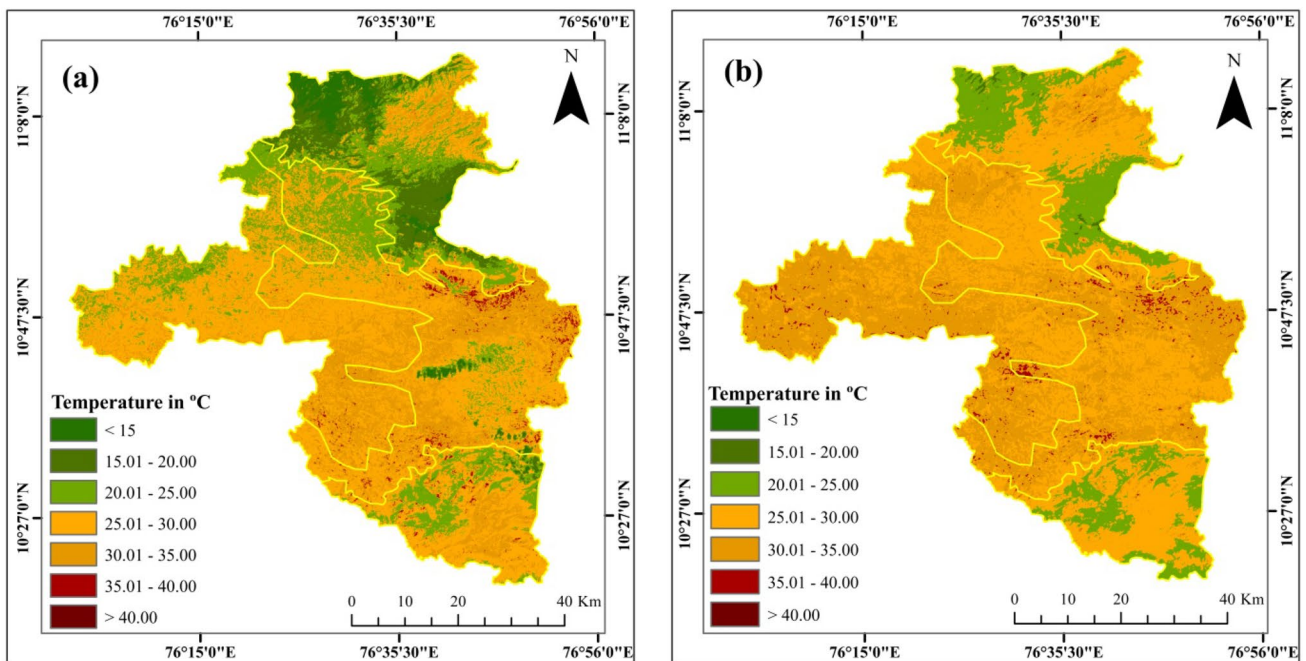 76°15'0"E 76°35'30"E 76°56'0"E
(a)
N
11°8'0"N 11°8'0"N
10°47'30"N 10°47'30"N
10°27'0"N 10°27'0"N
Temperature in °C
< 15
15.01 - 20.00
20.01 - 25.00
25.01 - 30.00
30.01 - 35.00
35.01 - 40.00
> 40.00
0 10 20 40 Km
76°15'0"E 76°35'30"E 76°56'0"E
76°15'0"E 76°35'30"E 76°56'0"E
(b)
N
11°8'0"N 11°8'0"N
10°47'30"N 10°47'30"N
10°27'0"N 10°27'0"N
Temperature in °C
< 15
15.01 - 20.00
20.01 - 25.00
25.01 - 30.00
30.01 - 35.00
35.01 - 40.00
> 40.00
0 10 20 40 Km
76°15'0"E 76°35'30"E 76°56'0"E